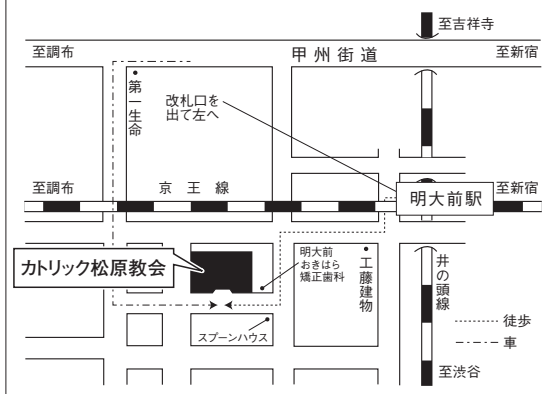 至吉祥寺
至調布
甲州街道
至新宿
第一生命
改札口を
出て左へ
至調布
京王線
明大前駅
至新宿
カトリック松原教会
明大前
おきはら
矯正歯科
工藤建物
井の頭線
スプーンハウス
徒歩
車
至渋谷